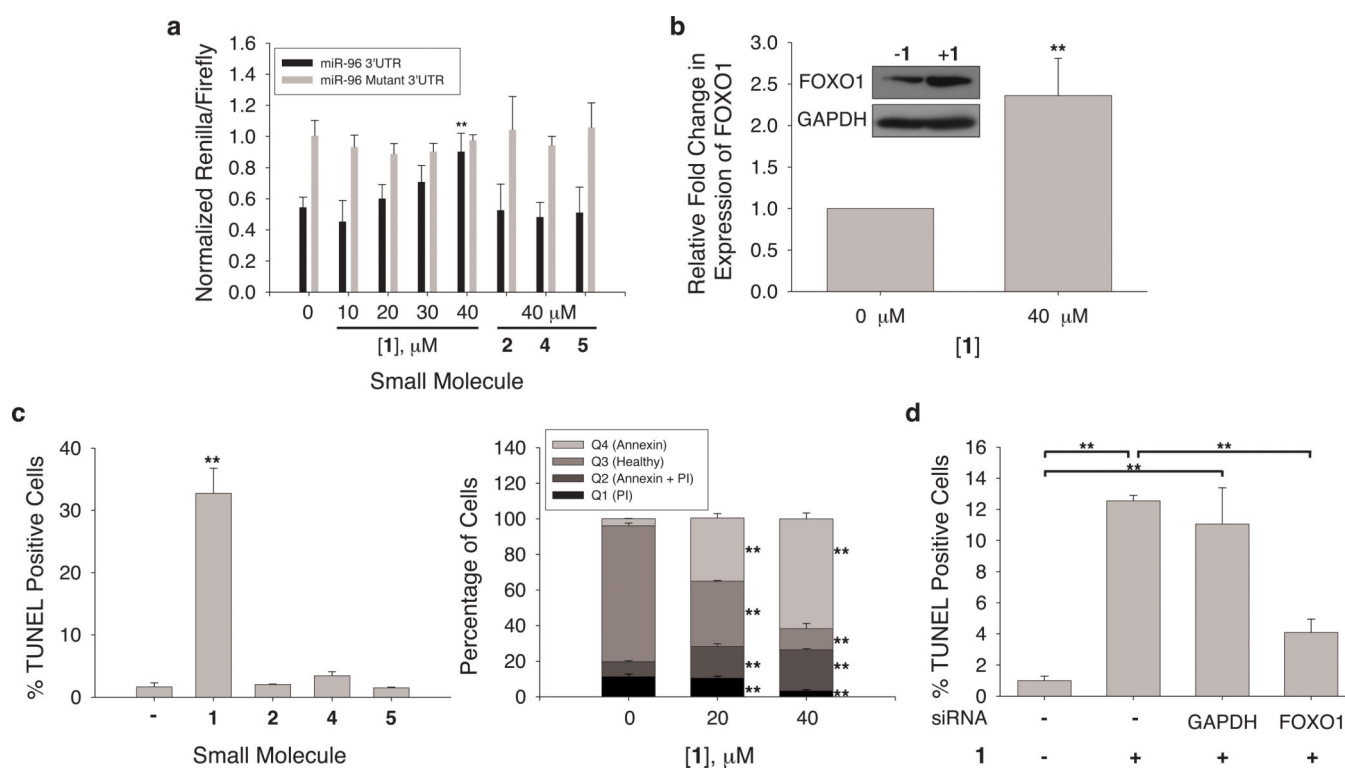 a
1.6
1.4
1.2
1.0
0.8
0.6
0.4
0.2
0.0
Normalized Renilla/Firefly
miR-96 3'UTR
miR-96 Mutant 3'UTR
**
0 10 20 30 40 40 μM
[1], μM 2 4 5
Small Molecule
b
3.0
2.5
2.0
1.5
1.0
0.5
0.0
Relative Fold Change in
Expression of FOXO1
-1 +1
FOXO1
GAPDH
**
0 μM 40 μM
[1]
c
40
30
20
10
0
% TUNEL Positive Cells
**
- 1 2 4 5
Small Molecule
Q4 (Annexin)
Q3 (Healthy)
Q2 (Annexin + PI)
Q1 (PI)
140
120
100
80
60
40
20
0
Percentage of Cells
** **
** **
** **
** **
0 20 40
[1], μM
d
16
14
12
10
8
6
4
2
0
% TUNEL Positive Cells
** **
**
siRNA - - GAPDH FOXO1
1 - + + +